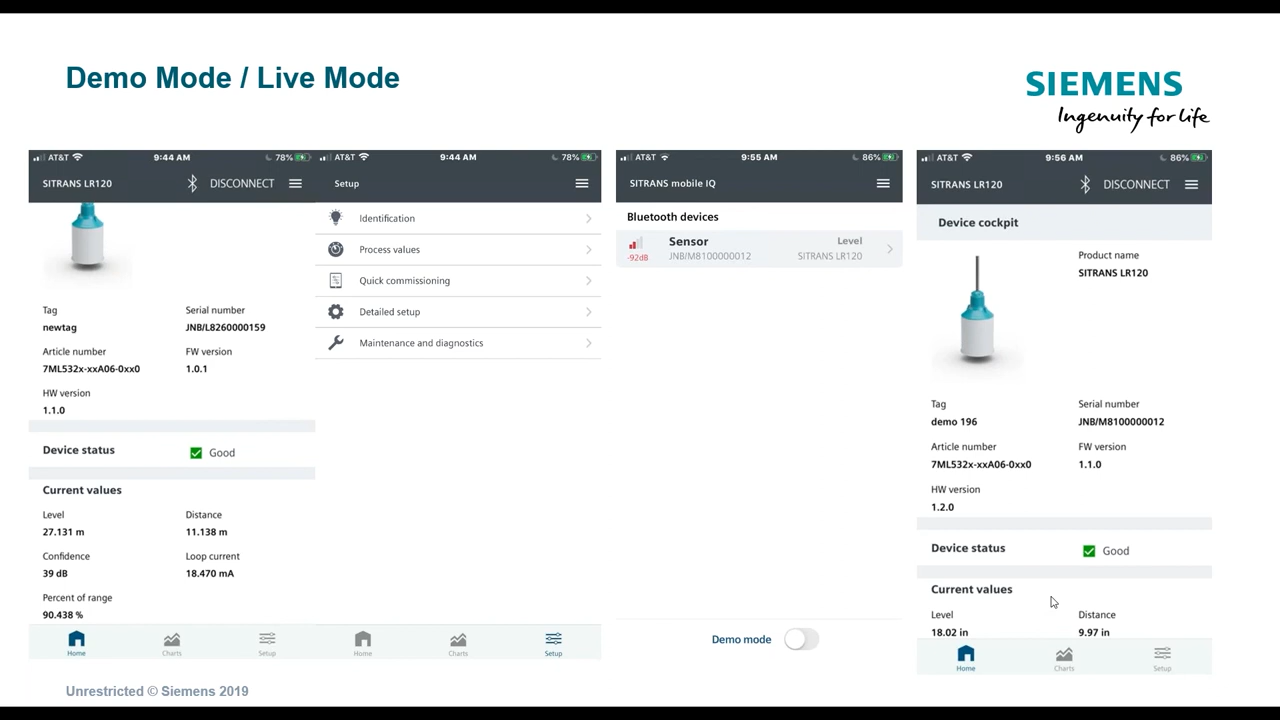 Demo Mode / Live Mode
SIEMENS
Ingenuity for life
AT&T 9:44 AM 78%
SITRANS LR120 DISCONNECT
Tag Serial number
newtag JNB/L8260000159
Article number FW version
7ML532x-xxA06-0xx0 1.0.1
HW version
1.1.0
Device status Good
Current values
Level Distance
27.131 m 11.138 m
Confidence Loop current
39 dB 18.470 mA
Percent of range
90.438 %
Home Charts Setup
AT&T 9:44 AM 78%
Setup
Identification
Process values
Quick commissioning
Detailed setup
Maintenance and diagnostics
Home Charts Setup
AT&T 9:55 AM 86%
SITRANS mobile IQ
Bluetooth devices
Sensor Level
-92dB JNB/M8100000012 SITRANS LR120
Demo mode
AT&T 9:56 AM 86%
SITRANS LR120 DISCONNECT
Device cockpit
Product name
SITRANS LR120
Tag Serial number
demo 196 JNB/M8100000012
Article number FW version
7ML532x-xxA06-0xx0 1.1.0
HW version
1.2.0
Device status Good
Current values
Level Distance
18.02 in 9.97 in
Home Charts Setup
Unrestricted © Siemens 2019